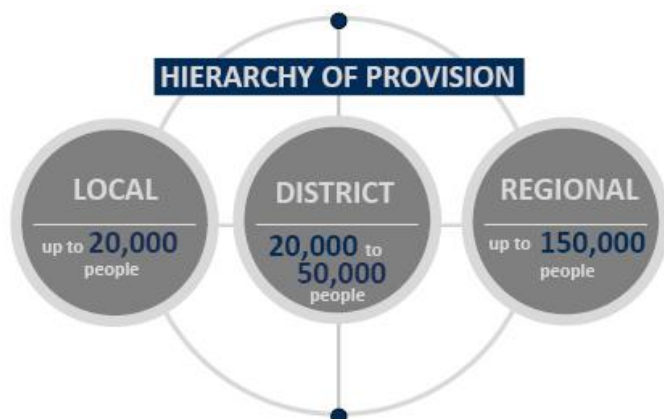 HIERARCHY OF PROVISION
LOCAL
up to 20,000
people
DISTRICT
20,000 to
50,000
people
REGIONAL
up to 150,000
people